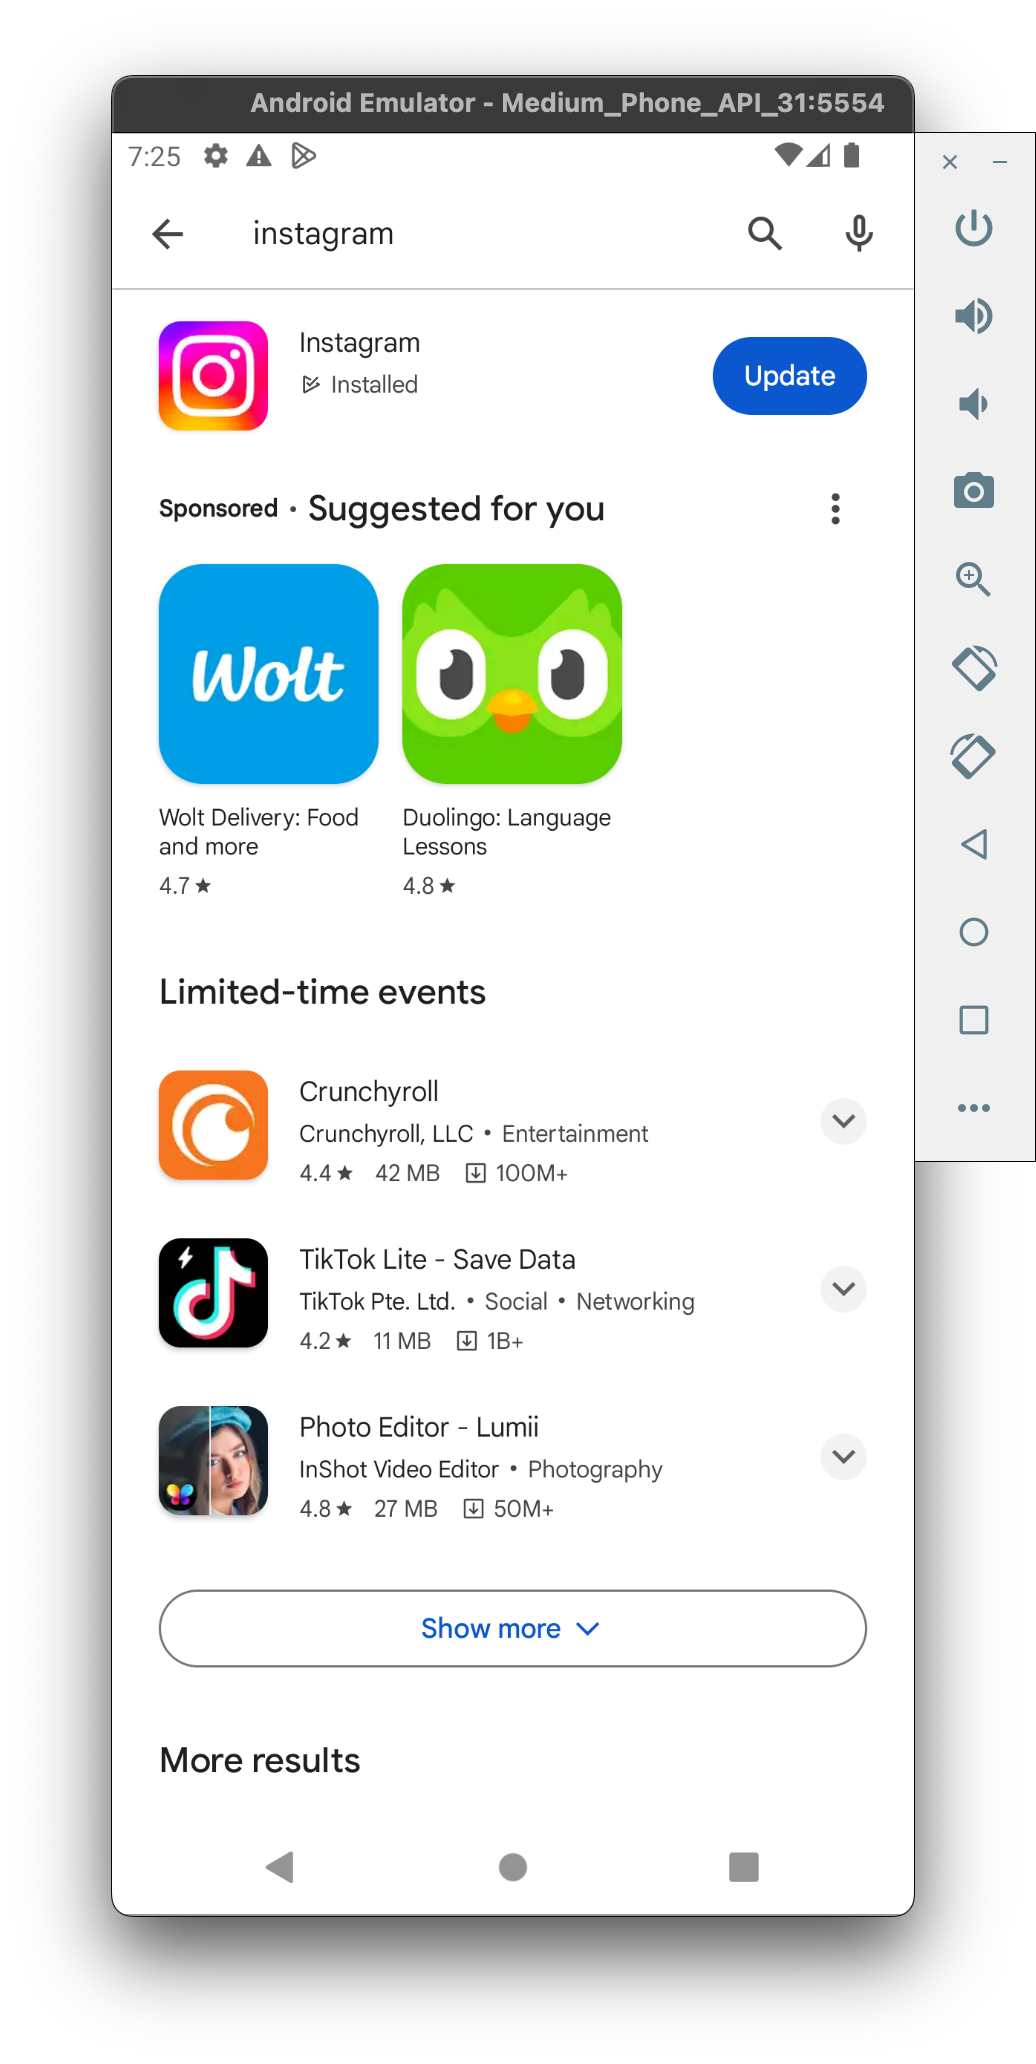 Android Emulator - Medium_Phone_API_31:5554
7:25
instagram
Instagram
Installed
Update
Sponsored • Suggested for you
Wolt
Wolt Delivery: Food
and more
4.7 ★
Duolingo: Language
Lessons
4.8 ★
Limited-time events
Crunchyroll
Crunchyroll, LLC • Entertainment
4.4 ★ 42 MB 100M+
TikTok Lite - Save Data
TikTok Pte. Ltd. • Social • Networking
4.2 ★ 11 MB 1B+
Photo Editor - Lumii
InShot Video Editor • Photography
4.8 ★ 27 MB 50M+
Show more
More results